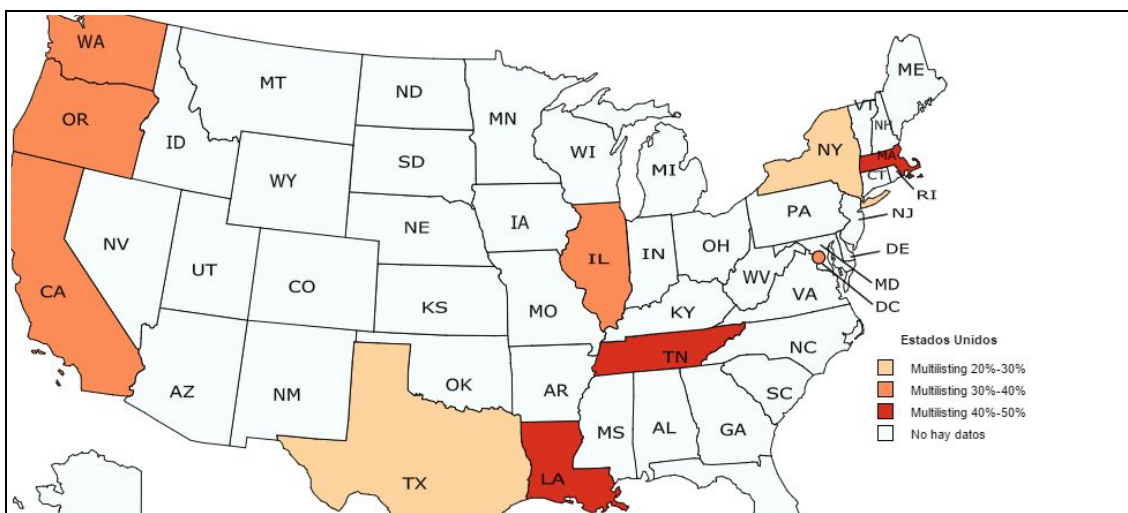 WA
ME
MT
ND
VT
MN
OR
NH
ID
WI
NY
MA
SD
MI
CT
WY
RI
IA
PA
NJ
NE
NV
OH
IN
IL
DE
UT
WV
CA
CO
MD
VA
DC
KS
MO
KY
NC
TN
OK
AZ
NM
AR
SC
MS
AL
GA
LA
TX
Estados Unidos
Multilisting 20%-30%
Multilisting 30%-40%
Multilisting 40%-50%
No hay datos